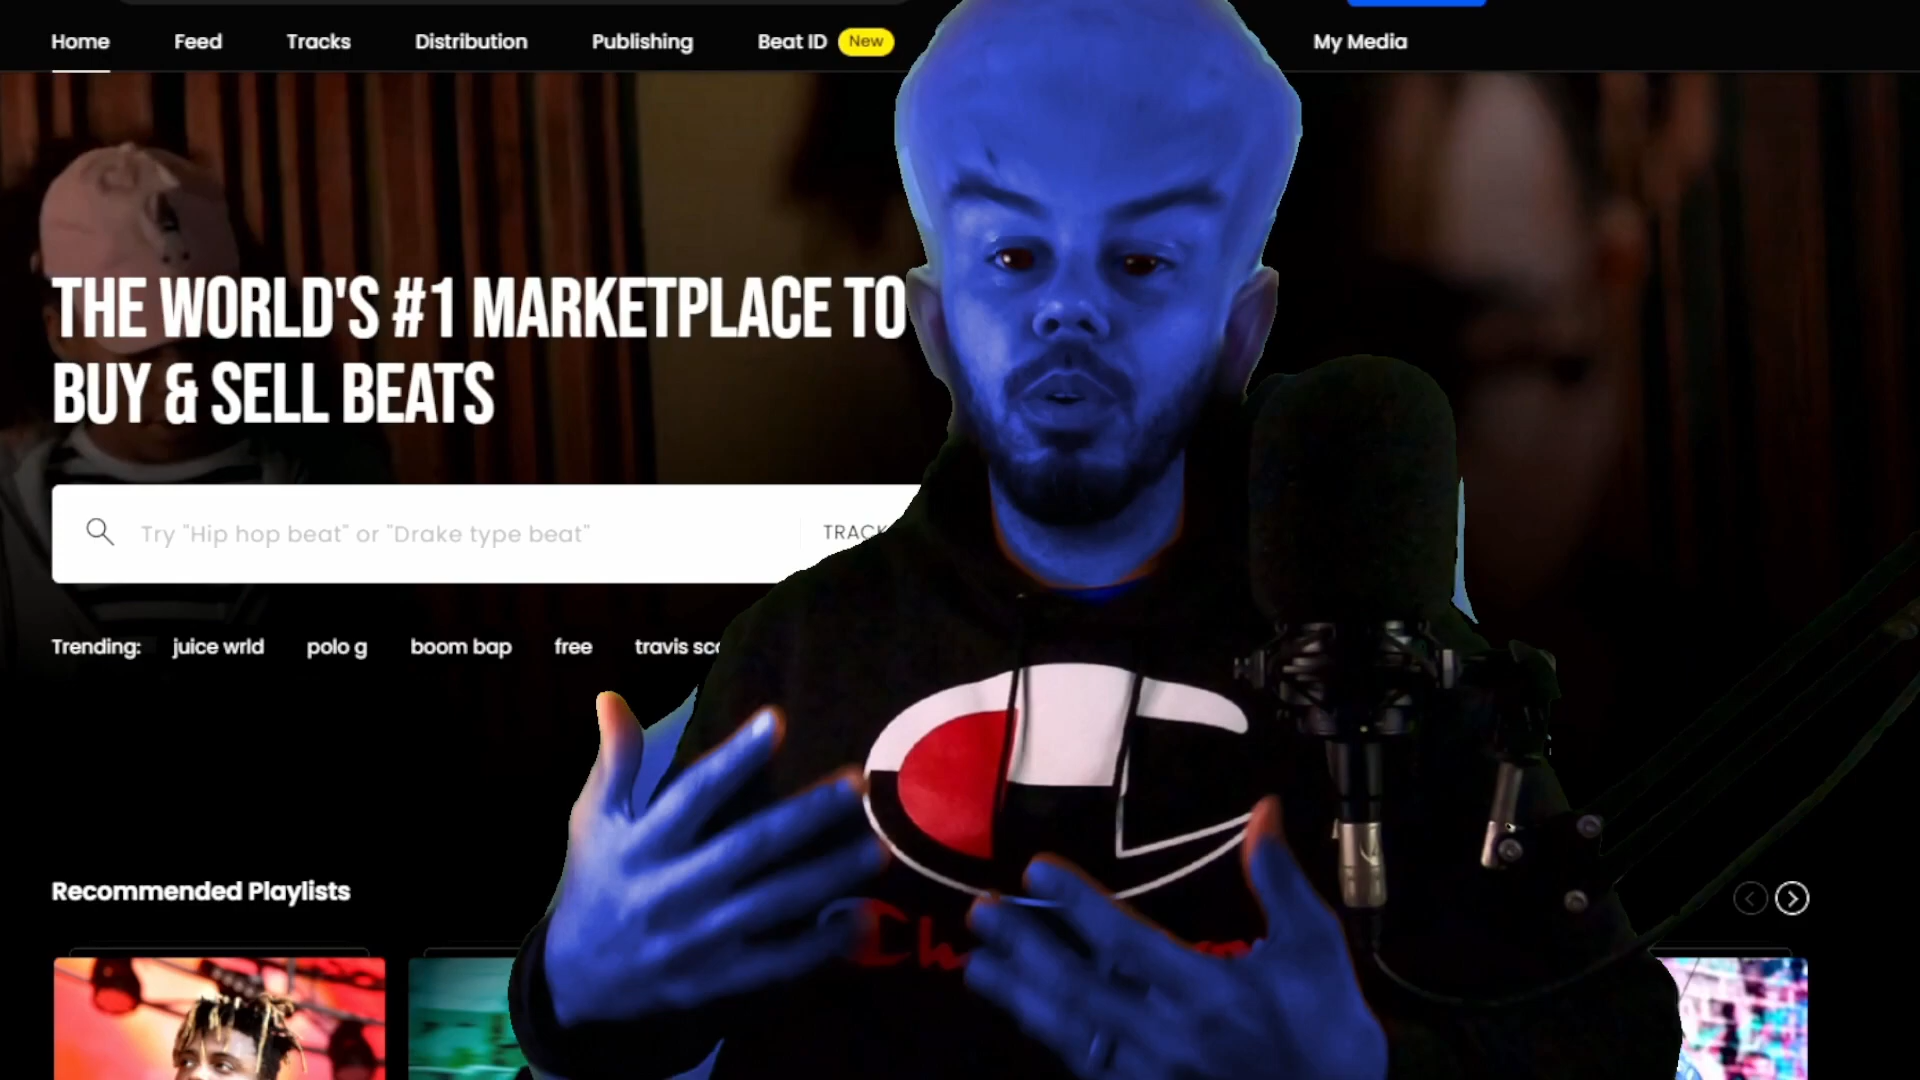 Home Feed Tracks Distribution Publishing Beat ID New My Media
THE WORLD'S #1 MARKETPLACE TO
BUY & SELL BEATS
Try "Hip hop beat" or "Drake type beat"
Trending: juice wrld polo g boom bap free
Recommended Playlists